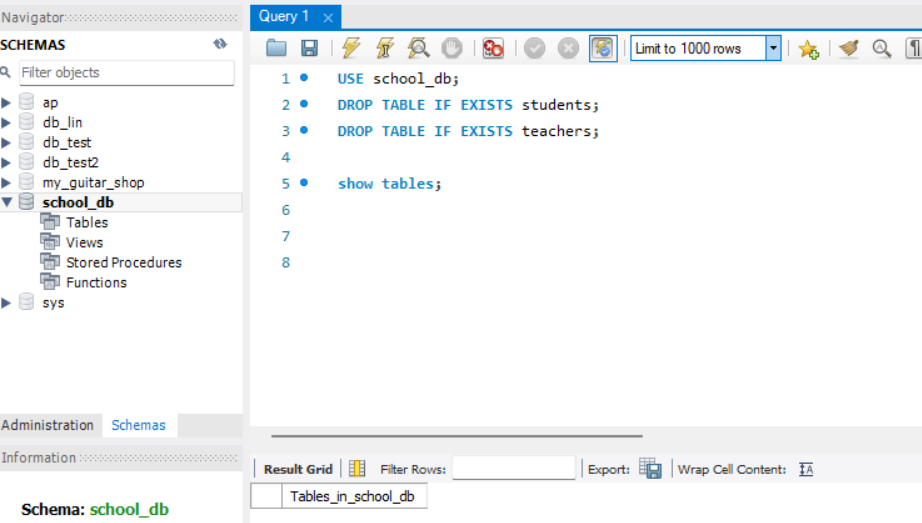 Navigator
SCHEMAS
Filter objects
ap
db_lin
db_test
db_test2
my_guitar_shop
school_db
Tables
Views
Stored Procedures
Functions
sys
Administration Schemas
Information
Schema: school_db
Query 1
Limit to 1000 rows
1 USE school_db;
2 DROP TABLE IF EXISTS students;
3 DROP TABLE IF EXISTS teachers;
4
5 show tables;
6
7
8
Result Grid Filter Rows: Export: Wrap Cell Content:
Tables_in_school_db